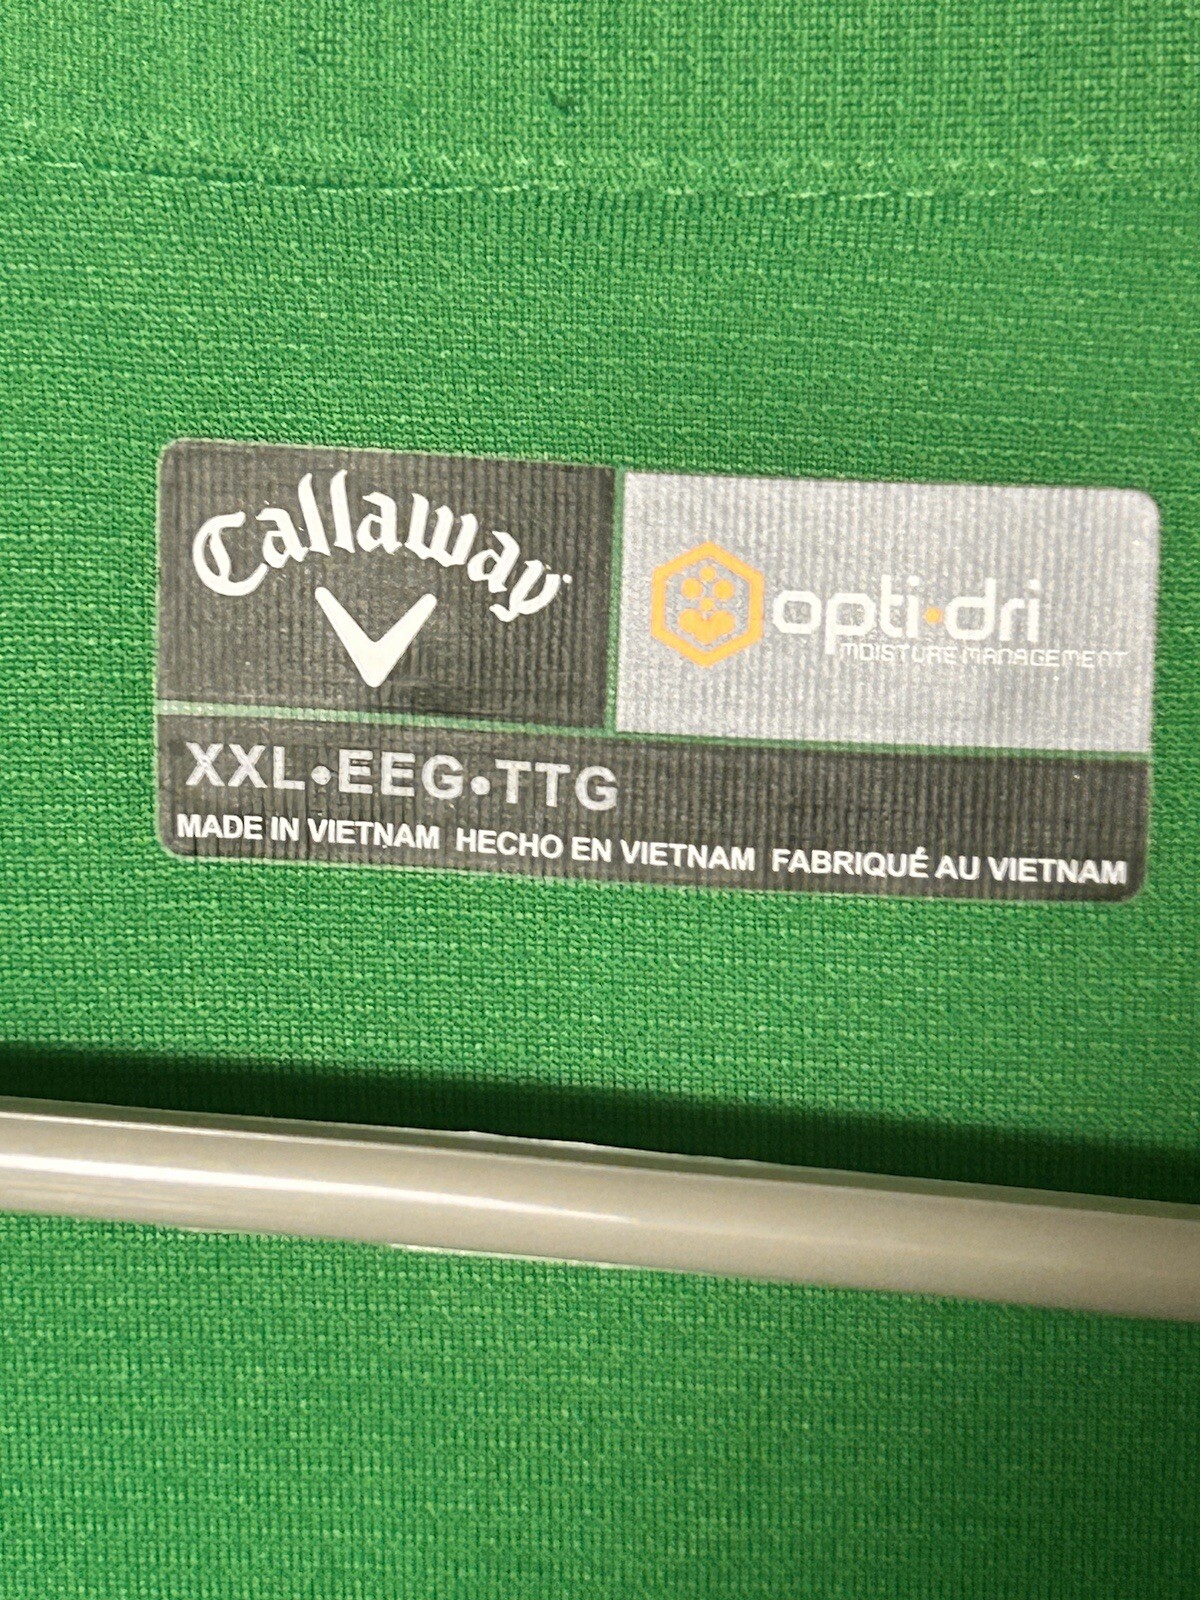 Callaway
opti·dri
MOISTURE MANAGEMENT
XXL•EEG•TTG
MADE IN VIETNAM HECHO EN VIETNAM FABRIQUÉ AU VIETNAM